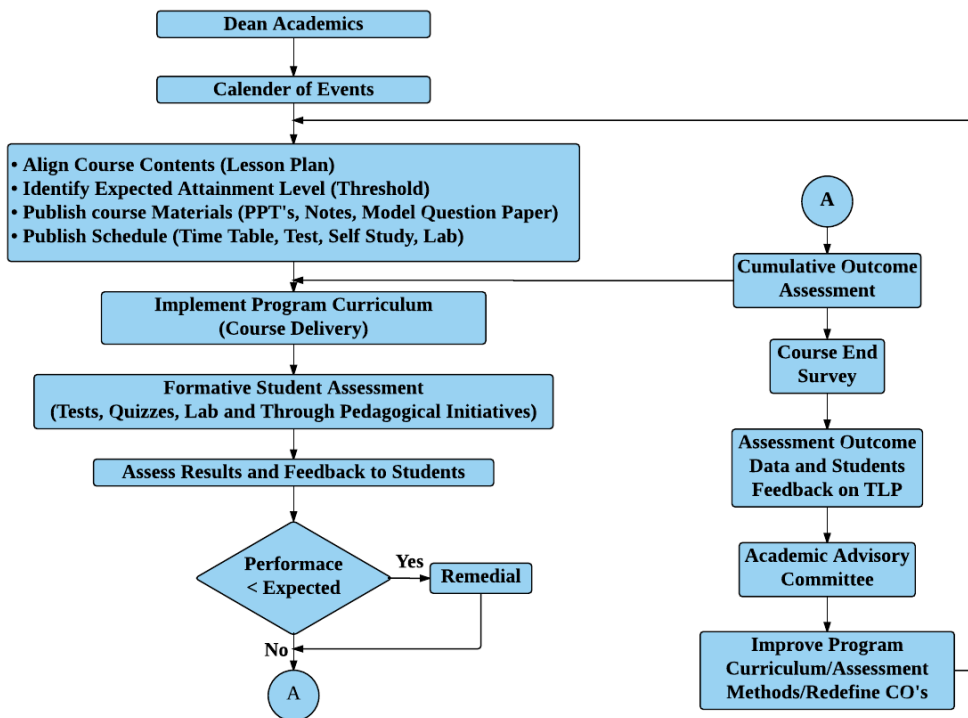 Dean Academics
Calender of Events
• Align Course Contents (Lesson Plan)
• Identify Expected Attainment Level (Threshold)
• Publish course Materials (PPT's, Notes, Model Question Paper)
• Publish Schedule (Time Table, Test, Self Study, Lab)
Implement Program Curriculum
(Course Delivery)
Formative Student Assessment
(Tests, Quizzes, Lab and Through Pedagogical Initiatives)
Assess Results and Feedback to Students
Performace
< Expected
Yes
Remedial
No
A
A
Cumulative Outcome
Assessment
Course End
Survey
Assessment Outcome
Data and Students
Feedback on TLP
Academic Advisory
Committee
Improve Program
Curriculum/Assessment
Methods/Redefine CO's